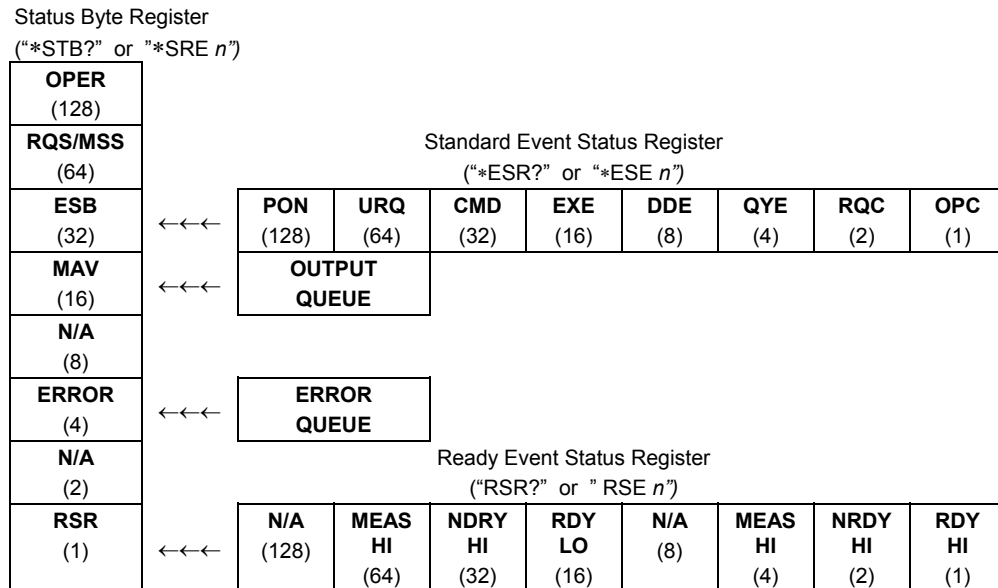 Status Byte Register
(“∗STB?” or ”∗SRE n”)
OPER
(128)
RQS/MSS
(64)
Standard Event Status Register
(“∗ESR?” or “∗ESE n”)
ESB
(32)
←←←
PON
(128)
URQ
(64)
CMD
(32)
EXE
(16)
DDE
(8)
QYE
(4)
RQC
(2)
OPC
(1)
MAV
(16)
←←←
OUTPUT
QUEUE
N/A
(8)
ERROR
(4)
←←←
ERROR
QUEUE
N/A
(2)
Ready Event Status Register
(“RSR?” or ” RSE n”)
RSR
(1)
←←←
N/A
(128)
MEAS
HI
(64)
NDRY
HI
(32)
RDY
LO
(16)
N/A
(8)
MEAS
HI
(4)
NRDY
HI
(2)
RDY
HI
(1)